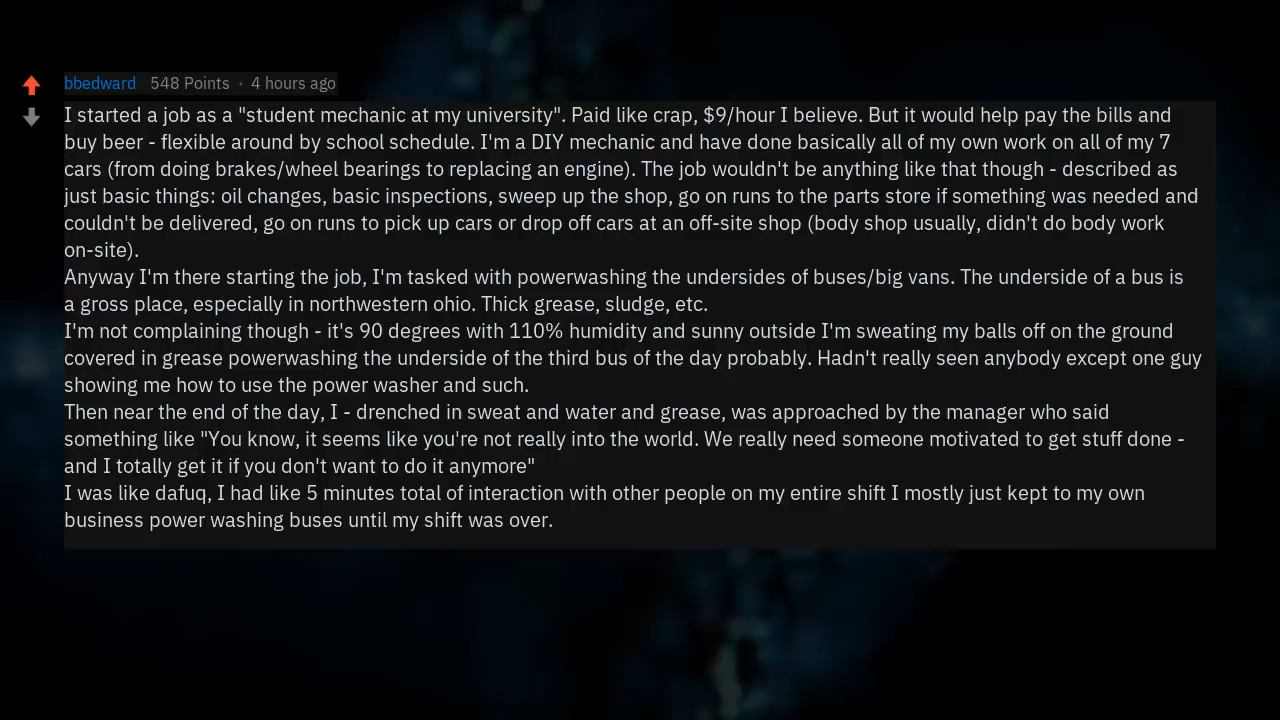 bbedward 548 Points · 4 hours ago
I started a job as a "student mechanic at my university". Paid like crap, $9/hour I believe. But it would help pay the bills and
buy beer - flexible around by school schedule. I'm a DIY mechanic and have done basically all of my own work on all of my 7
cars (from doing brakes/wheel bearings to replacing an engine). The job wouldn't be anything like that though - described as
just basic things: oil changes, basic inspections, sweep up the shop, go on runs to the parts store if something was needed and
couldn't be delivered, go on runs to pick up cars or drop off cars at an off-site shop (body shop usually, didn't do body work
on-site).
Anyway I'm there starting the job, I'm tasked with powerwashing the undersides of buses/big vans. The underside of a bus is
a gross place, especially in northwestern ohio. Thick grease, sludge, etc.
I'm not complaining though - it's 90 degrees with 110% humidity and sunny outside I'm sweating my balls off on the ground
covered in grease powerwashing the underside of the third bus of the day probably. Hadn't really seen anybody except one guy
showing me how to use the power washer and such.
Then near the end of the day, I - drenched in sweat and water and grease, was approached by the manager who said
something like "You know, it seems like you're not really into the world. We really need someone motivated to get stuff done -
and I totally get it if you don't want to do it anymore"
I was like dafuq, I had like 5 minutes total of interaction with other people on my entire shift I mostly just kept to my own
business power washing buses until my shift was over.